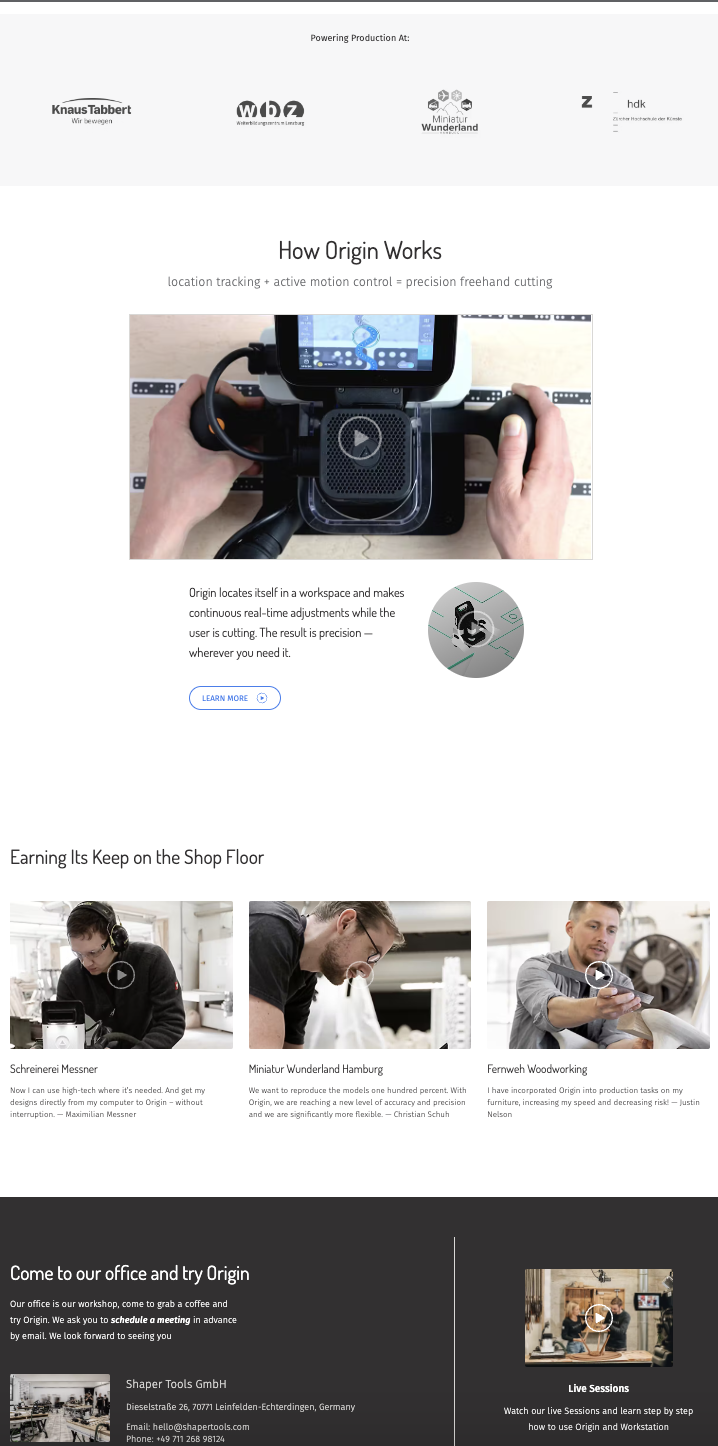 Powering Production At:
KnausTabbert
Wir bewegen
wbz
Weiterbildungszentrum Lenzburg
Miniatur
Wunderland
HAMBURG
Z
hdk
Zürcher Hochschule der Künste
How Origin Works
location tracking + active motion control = precision freehand cutting
Origin locates itself in a workspace and makes
continuous real-time adjustments while the
user is cutting. The result is precision —
wherever you need it.
LEARN MORE
Earning Its Keep on the Shop Floor
Schreinerei Messner
Now I can use high-tech where it's needed. And get my
designs directly from my computer to Origin – without
interruption. — Maximilian Messner
Miniatur Wunderland Hamburg
We want to reproduce the models one hundred percent. With
Origin, we are reaching a new level of accuracy and precision
and we are significantly more flexible. — Christian Schuh
Fernweh Woodworking
I have incorporated Origin into production tasks on my
furniture, increasing my speed and decreasing risk! — Justin
Nelson
Come to our office and try Origin
Our office is our workshop, come to grab a coffee and
try Origin. We ask you to schedule a meeting in advance
by email. We look forward to seeing you
Shaper Tools GmbH
Dieselstraße 26, 70771 Leinfelden-Echterdingen, Germany
Email: hello@shapertools.com
Phone: +49 711 268 98124
Live Sessions
Watch our live Sessions and learn step by step
how to use Origin and Workstation